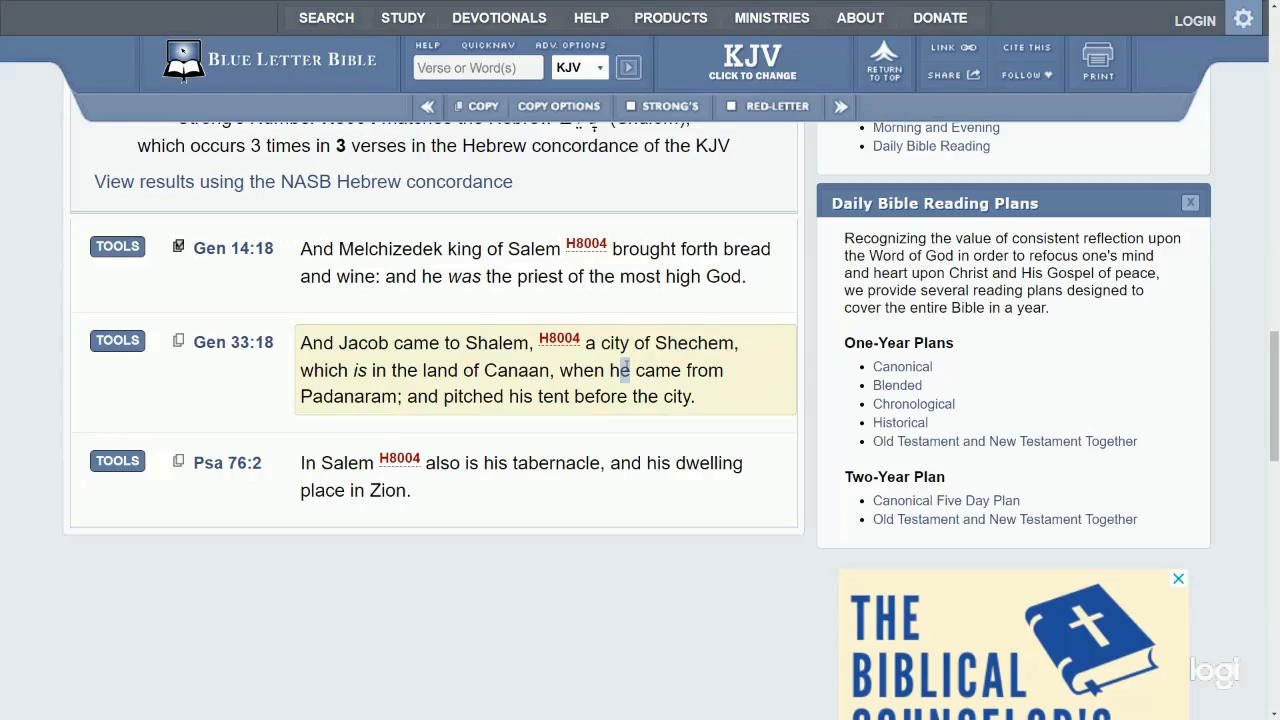 SEARCH STUDY DEVOTIONALS HELP PRODUCTS MINISTRIES ABOUT DONATE LOGIN
BLUE LETTER BIBLE
HELP QUICKNAV ADV. OPTIONS
Verse or Word(s) KJV
KJV
CLICK TO CHANGE
RETURN
TO TOP
LINK CITE THIS
SHARE FOLLOW
PRINT
COPY COPY OPTIONS STRONG'S RED-LETTER
which occurs 3 times in 3 verses in the Hebrew concordance of the KJV
View results using the NASB Hebrew concordance
TOOLS Gen 14:18 And Melchizedek king of Salem H8004 brought forth bread
and wine: and he was the priest of the most high God.
TOOLS Gen 33:18 And Jacob came to Shalem, H8004 a city of Shechem,
which is in the land of Canaan, when he came from
Padanaram; and pitched his tent before the city.
TOOLS Psa 76:2 In Salem H8004 also is his tabernacle, and his dwelling
place in Zion.
Morning and Evening
Daily Bible Reading
Daily Bible Reading Plans X
Recognizing the value of consistent reflection upon
the Word of God in order to refocus one's mind
and heart upon Christ and His Gospel of peace,
we provide several reading plans designed to
cover the entire Bible in a year.
One-Year Plans
Canonical
Blended
Chronological
Historical
Old Testament and New Testament Together
Two-Year Plan
Canonical Five Day Plan
Old Testament and New Testament Together
THE
BIBLICAL
COUNSELOR'S
logi